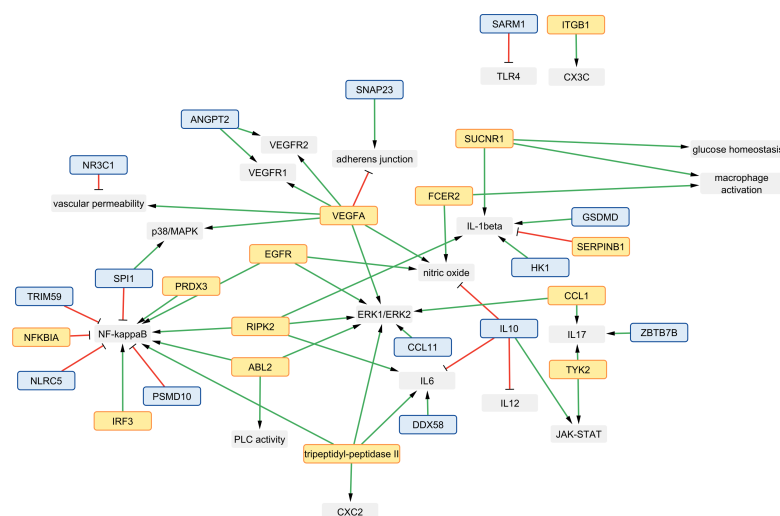 SARM1
ITGB1
TLR4
CX3C
SNAP23
ANGPT2
VEGFR2
SUCNR1
glucose homeostasis
adherens junction
NR3C1
VEGFR1
macrophage
activation
FCER2
vascular permeability
VEGFA
GSDMD
p38/MAPK
IL-1beta
SERPINB1
EGFR
nitric oxide
HK1
SPI1
PRDX3
TRIM59
CCL1
ERK1/ERK2
NFKBIA
NF-kappaB
RIPK2
IL10
IL17
ZBTB7B
CCL11
ABL2
TYK2
NLRC5
IL6
PSMD10
IL12
IRF3
DDX58
PLC activity
JAK-STAT
tripeptidyl-peptidase II
CXC2